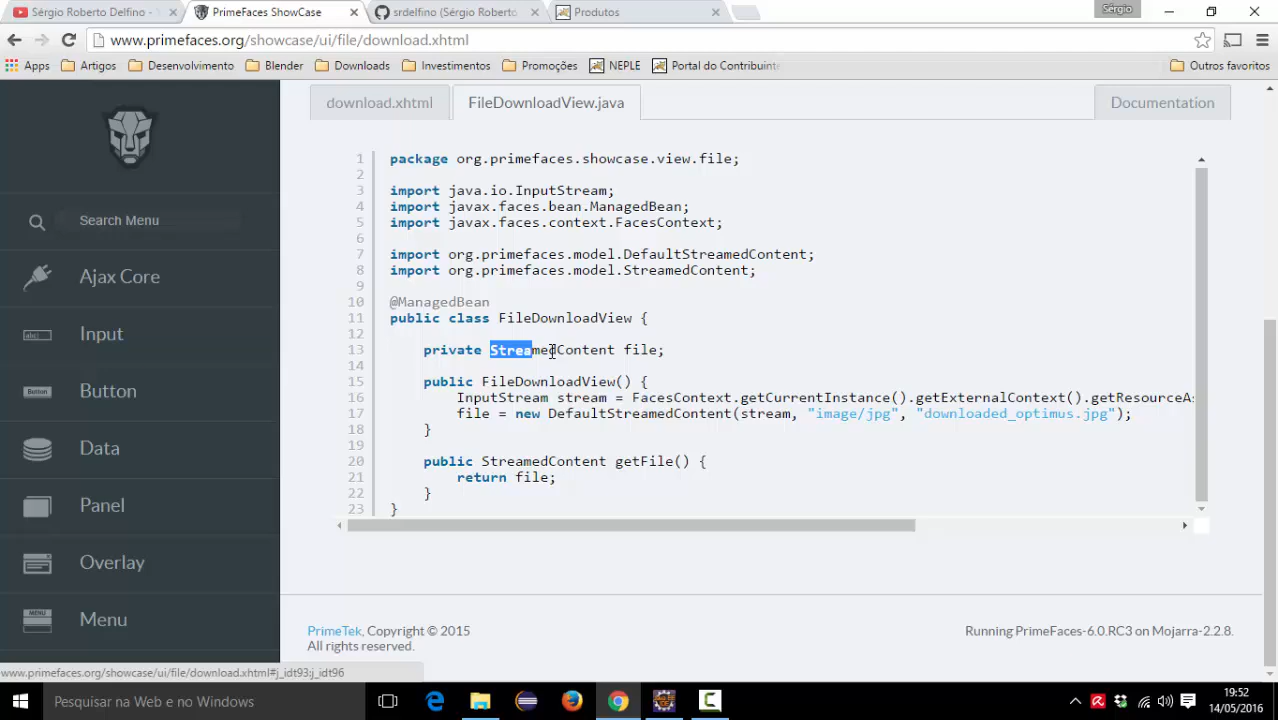 Sérgio Roberto Delfino - Y
PrimeFaces ShowCase
srdelfino (Sérgio Roberto
Produtos
Sérgio
www.primefaces.org/showcase/ui/file/download.xhtml
Apps
Artigos
Desenvolvimento
Blender
Downloads
Investimentos
Promoções
NEPLE
Portal do Contribuinte
Outros favoritos
download.xhtml
FileDownloadView.java
Documentation
Search Menu
Ajax Core
Input
Button
Data
Panel
Overlay
Menu
1 package org.primefaces.showcase.view.file;
2
3 import java.io.InputStream;
4 import javax.faces.bean.ManagedBean;
5 import javax.faces.context.FacesContext;
6
7 import org.primefaces.model.DefaultStreamedContent;
8 import org.primefaces.model.StreamedContent;
9
10 @ManagedBean
11 public class FileDownloadView {
12
13 private StreamedContent file;
14
15 public FileDownloadView() {
16 InputStream stream = FacesContext.getCurrentInstance().getExternalContext().getResourceAs
17 file = new DefaultStreamedContent(stream, "image/jpg", "downloaded_optimus.jpg");
18 }
19
20 public StreamedContent getFile() {
21 return file;
22 }
23 }
PrimeTek, Copyright © 2015
All rights reserved.
Running PrimeFaces-6.0.RC3 on Mojarra-2.2.8.
www.primefaces.org/showcase/ui/file/download.xhtml#j_idt93:j_idt96
Pesquisar na Web e no Windows
19:52
14/05/2016